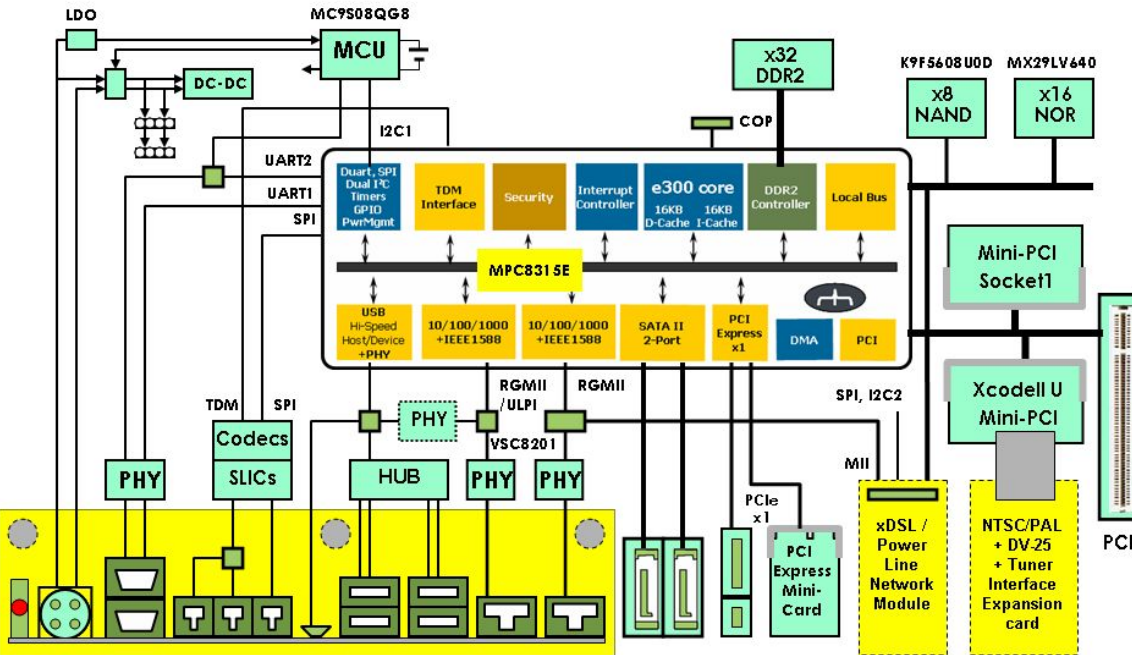 LDO
MC9S08QG8
MCU
DC-DC
x32
DDR2
K9F5608U0D
MX29LV640
x8
NAND
x16
NOR
COP
I2C1
UART2
UART1
SPI
Duart, SPI
Dual I²C
Timers
GPIO
PwrMgmt
TDM
Interface
Security
Interrupt
Controller
e300 core
16KB
D-Cache
16KB
I-Cache
DDR2
Controller
Local Bus
MPC8315E
USB
Hi-Speed
Host/Device
+PHY
10/100/1000
+IEEE1588
10/100/1000
+IEEE1588
SATA II
2-Port
PCI
Express
x1
DMA
PCI
Mini-PCI
Socket1
Xcodell U
Mini-PCI
RGMII
/ULPI
RGMII
SPI, I2C2
TDM
SPI
Codecs
SLICs
PHY
PHY
VSC8201
HUB
PHY
PHY
MII
PCIe
x1
PCI
Express
Mini-
Card
xDSL /
Power
Line
Network
Module
NTSC/PAL
+ DV-25
+ Tuner
Interface
Expansion
card
PCI